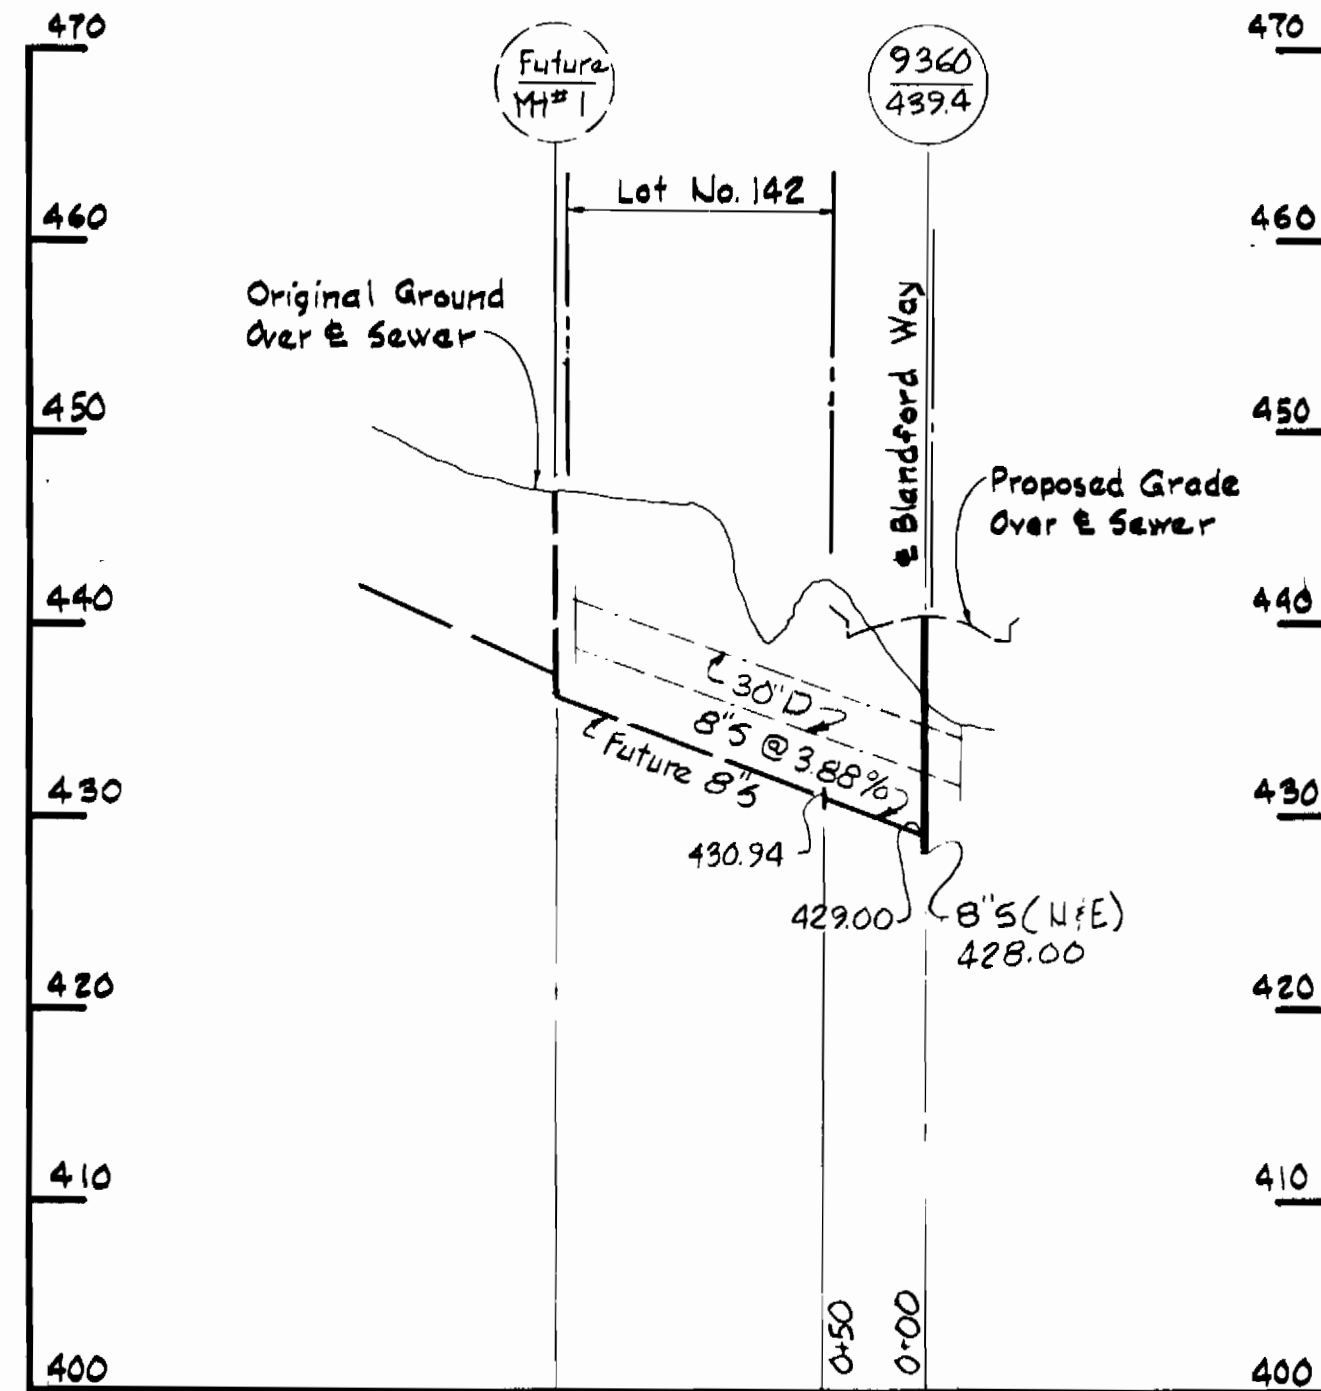 470
470
Future
MH# 1
9360
439.4
Lot No. 142
460
460
Original Ground
Over ℄ Sewer
℄ Blandford Way
450
450
Proposed Grade
Over ℄ Sewer
440
440
30"D
8"S @ 3.88%
Future 8"S
430
430
430.94
429.00
8"S (N&E)
428.00
420
420
410
410
0+50
0+00
400
400